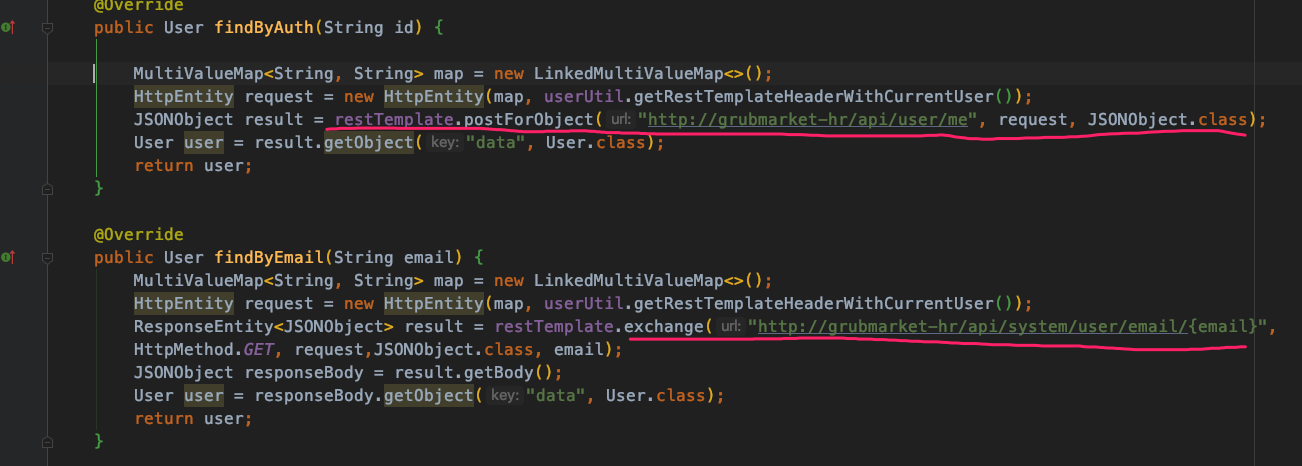 @Override
public User findByAuth(String id) {
MultiValueMap<String, String> map = new LinkedMultiValueMap<>();
HttpEntity request = new HttpEntity(map, userUtil.getRestTemplateHeaderWithCurrentUser());
JSONObject result = restTemplate.postForObject( url: "http://grubmarket-hr/api/user/me", request, JSONObject.class);
User user = result.getObject( key: "data", User.class);
return user;
}
@Override
public User findByEmail(String email) {
MultiValueMap<String, String> map = new LinkedMultiValueMap<>();
HttpEntity request = new HttpEntity(map, userUtil.getRestTemplateHeaderWithCurrentUser());
ResponseEntity<JSONObject> result = restTemplate.exchange( url: "http://grubmarket-hr/api/system/user/email/{email}",
HttpMethod.GET, request,JSONObject.class, email);
JSONObject responseBody = result.getBody();
User user = responseBody.getObject( key: "data", User.class);
return user;
}